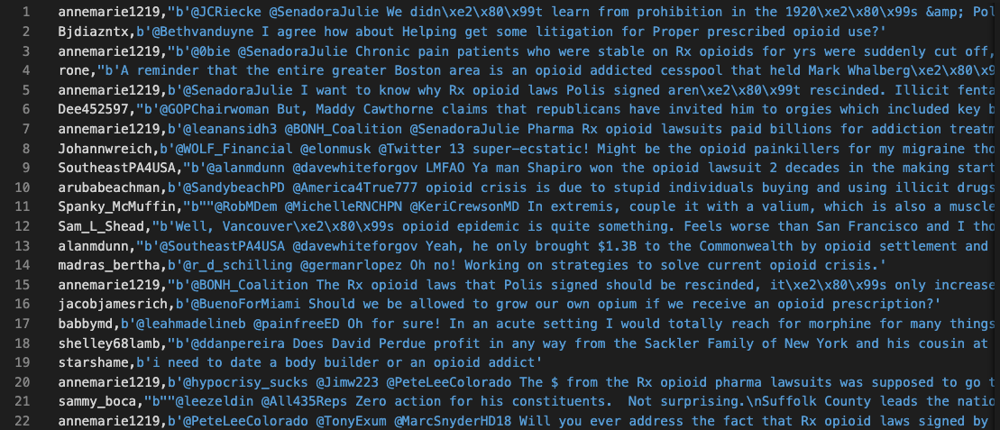 1 annemarie1219,"b'@JCRiecke @SenadoraJulie We didn\xe2\x80\x99t learn from prohibition in the 1920\xe2\x80\x99s &amp; Pol
2 Bjdiazntx,b'@Bethvanduyne I agree how about Helping get some litigation for Proper prescribed opioid use?'
3 annemarie1219,"b'@0bie @SenadoraJulie Chronic pain patients who were stable on Rx opioids for yrs were suddenly cut off,
4 rone,"b'A reminder that the entire greater Boston area is an opioid addicted cesspool that held Mark Whalberg\xe2\x80\x9
5 annemarie1219,b'@SenadoraJulie I want to know why Rx opioid laws Polis signed aren\xe2\x80\x99t rescinded. Illicit fenta
6 Dee452597,"b'@GOPChairwoman But, Maddy Cawthorne claims that republicans have invited him to orgies which included key b
7 annemarie1219,b'@leanansidh3 @BONH_Coalition @SenadoraJulie Pharma Rx opioid lawsuits paid billions for addiction treatm
8 Johannwreich,b'@WOLF_Financial @elonmusk @Twitter 13 super-ecstatic! Might be the opioid painkillers for my migraine tho
9 SoutheastPA4USA,"b'@alanmdunn @davewhiteforgov LMFAO Ya man Shapiro won the opioid lawsuit 2 decades in the making start
10 arubabeachman,b'@SandybeachPD @America4True777 opioid crisis is due to stupid individuals buying and using illicit drugs
11 Spanky_McMuffin,"b""@RobMDem @MichelleRNCHPN @KeriCrewsonMD In extremis, couple it with a valium, which is also a muscle
12 Sam_L_Shead,"b'Well, Vancouver\xe2\x80\x99s opioid epidemic is quite something. Feels worse than San Francisco and I tho
13 alanmdunn,"b'@SoutheastPA4USA @davewhiteforgov Yeah, he only brought $1.3B to the Commonwealth by opioid settlement and
14 madras_bertha,b'@r_d_schilling @germanrlopez Oh no! Working on strategies to solve current opioid crisis.'
15 annemarie1219,"b'@BONH_Coalition The Rx opioid laws that Polis signed should be rescinded, it\xe2\x80\x99s only increase
16 jacobjamesrich,b'@BuenoForMiami Should we be allowed to grow our own opium if we receive an opioid prescription?'
17 babbymd,b'@leahmadelineb @painfreeED Oh for sure! In an acute setting I would totally reach for morphine for many things
18 shelley68lamb,"b'@ddanpereira Does David Perdue profit in any way from the Sackler Family of New York and his cousin at
19 starshame,b'i need to date a body builder or an opioid addict'
20 annemarie1219,b'@hypocrisy_sucks @Jimw223 @PeteLeeColorado The $ from the Rx opioid pharma lawsuits was supposed to go t
21 sammy_boca,"b""@leezeldin @All435Reps Zero action for his constituents.  Not surprising.\nSuffolk County leads the natio
22 annemarie1219,b'@PeteLeeColorado @TonyExum @MarcSnyderHD18 Will you ever address the fact that Rx opioid laws signed by